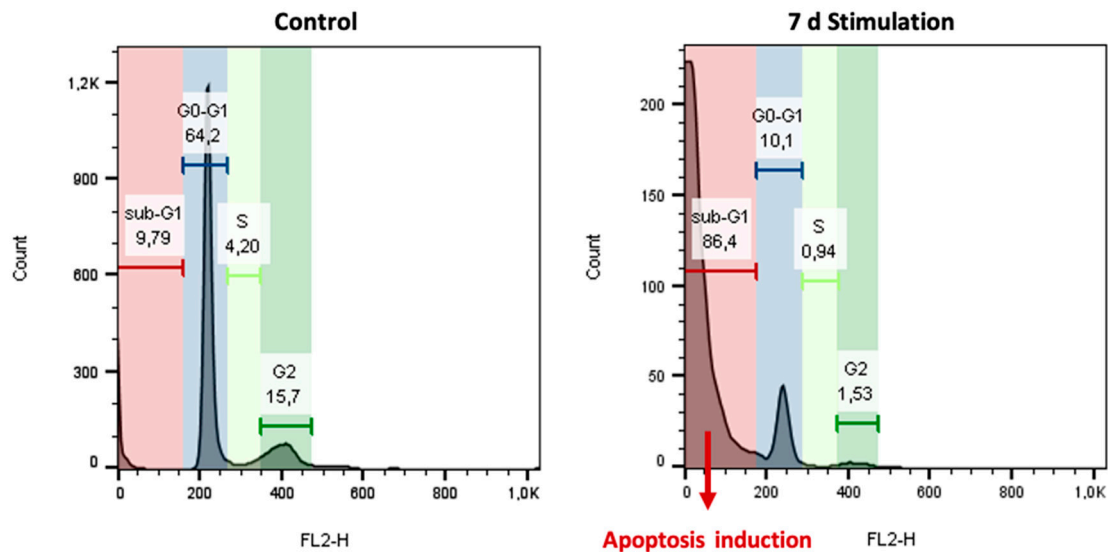 Control
1,2K
900
600
300
0
Count
sub-G1
9,79
G0-G1
64,2
S
4,20
G2
15,7
0
200
400
600
800
1,0K
FL2-H
7 d Stimulation
200
150
100
50
0
Count
sub-G1
86,4
G0-G1
10,1
S
0,94
G2
1,53
0
200
400
600
800
1,0K
Apoptosis induction
FL2-H